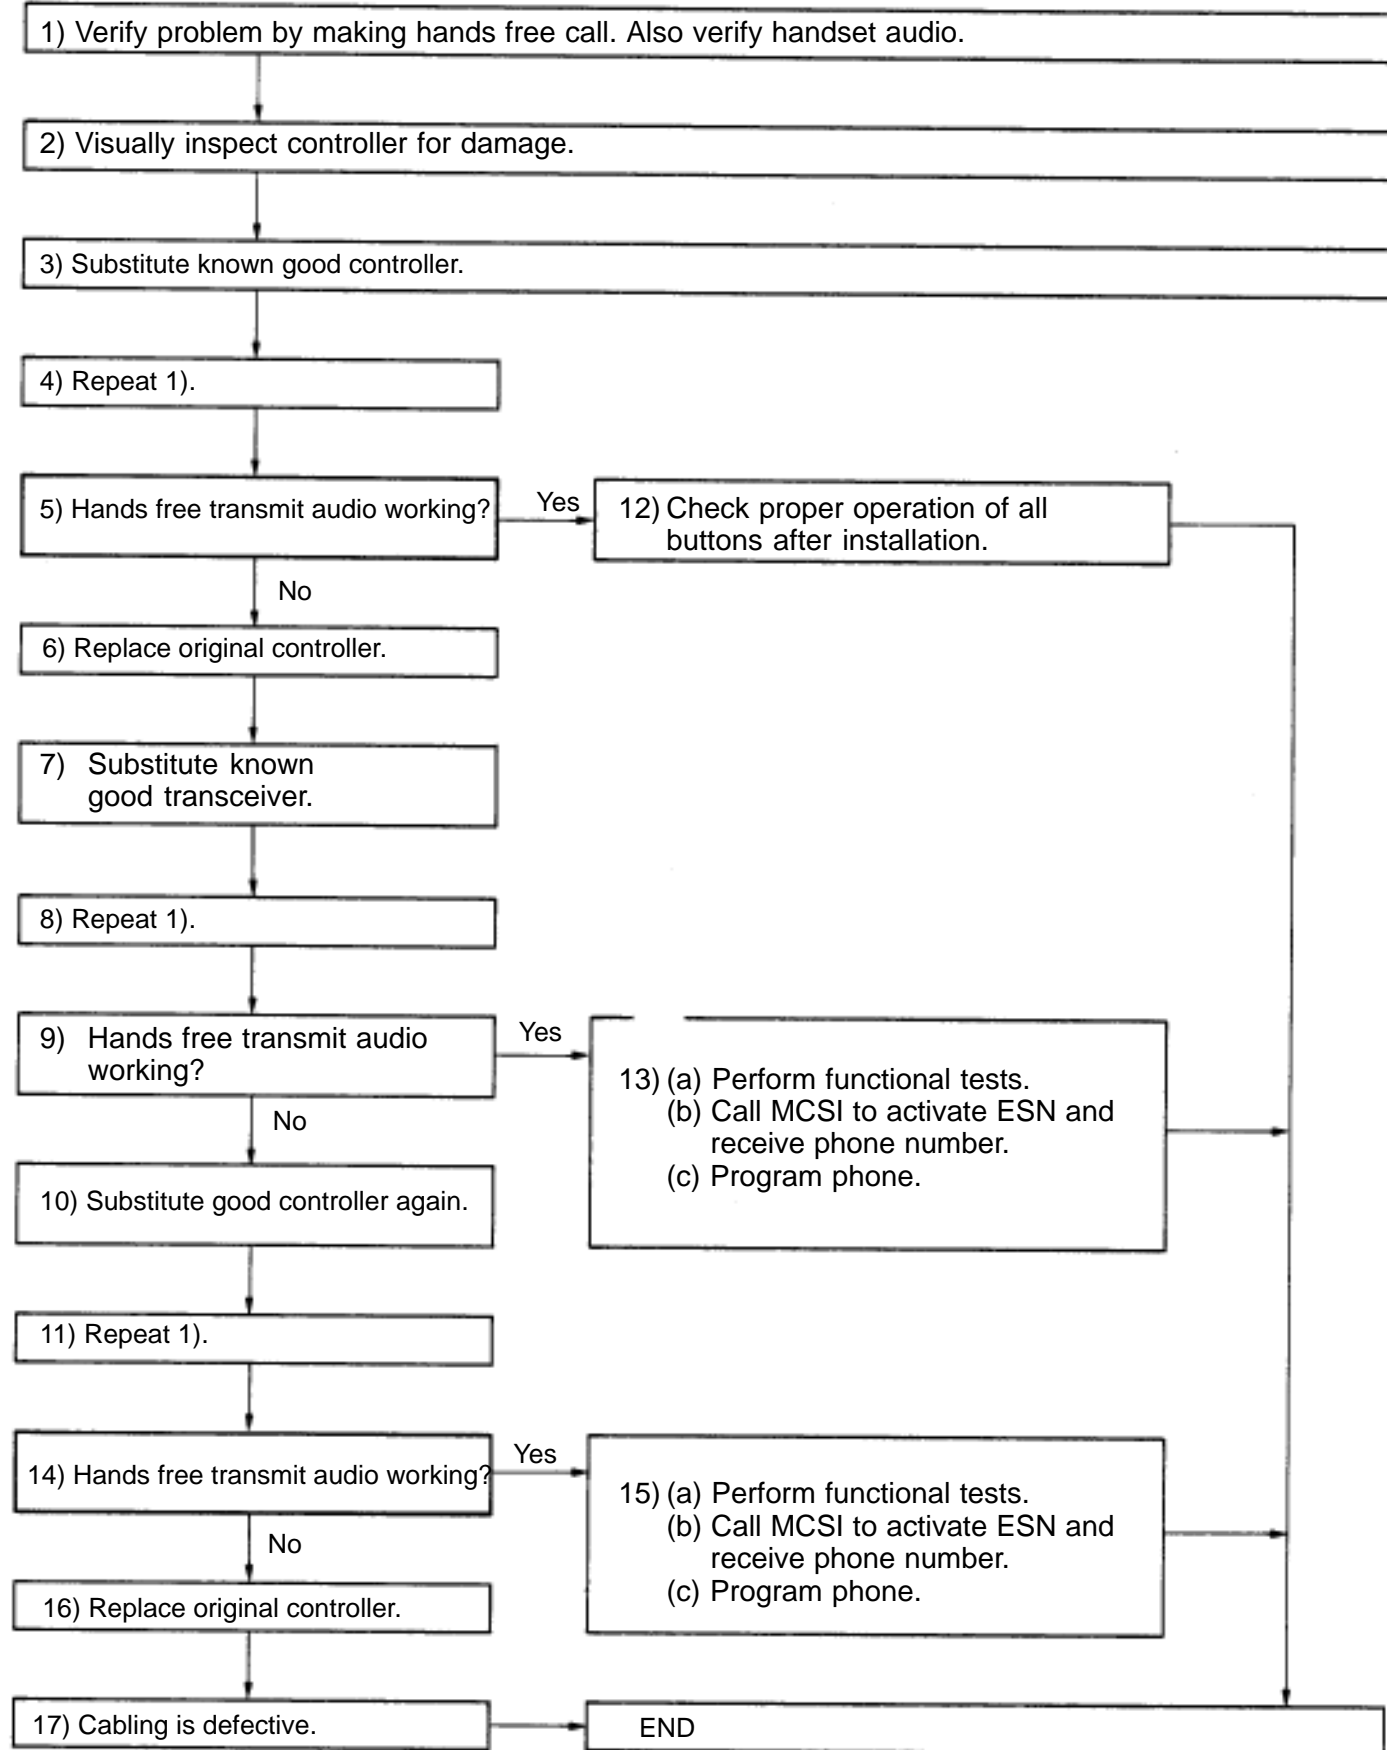 1) Verify problem by making hands free call. Also verify handset audio.
2) Visually inspect controller for damage.
3) Substitute known good controller.
4) Repeat 1).
5) Hands free transmit audio working?
Yes
12) Check proper operation of all
buttons after installation.
No
6) Replace original controller.
7) Substitute known
good transceiver.
8) Repeat 1).
9) Hands free transmit audio
working?
Yes
13) (a) Perform functional tests.
(b) Call MCSI to activate ESN and
receive phone number.
(c) Program phone.
No
10) Substitute good controller again.
11) Repeat 1).
14) Hands free transmit audio working?
Yes
15) (a) Perform functional tests.
(b) Call MCSI to activate ESN and
receive phone number.
(c) Program phone.
No
16) Replace original controller.
17) Cabling is defective.
END